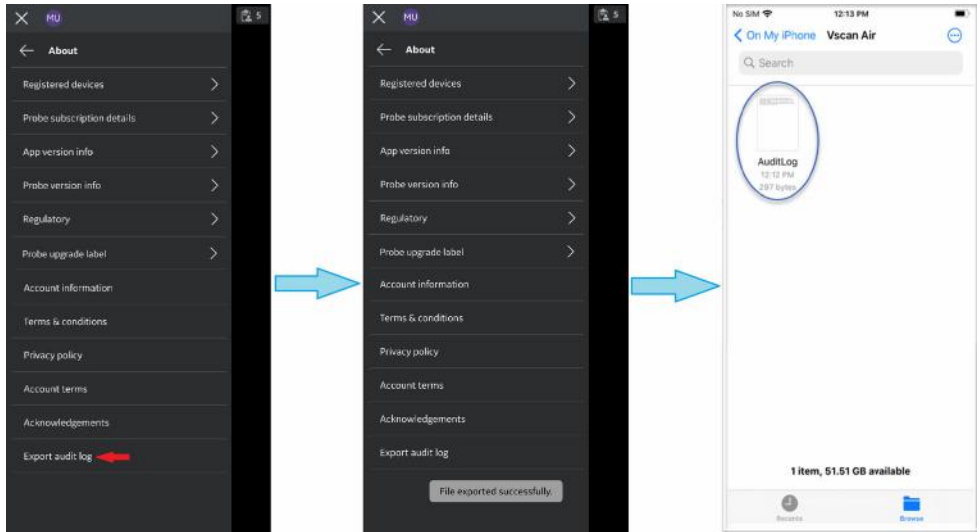 MU
5
About
Registered devices
Probe subscription details
App version info
Probe version info
Regulatory
Probe upgrade label
Account information
Terms & conditions
Privacy policy
Account terms
Acknowledgements
Export audit log
MU
5
About
Registered devices
Probe subscription details
App version info
Probe version info
Regulatory
Probe upgrade label
Account information
Terms & conditions
Privacy policy
Account terms
Acknowledgements
Export audit log
File exported successfully.
No SIM 12:13 PM
On My iPhone Vscan Air
Search
AuditLog
12:12 PM
297 bytes
1 item, 51.51 GB available
Recents Browse